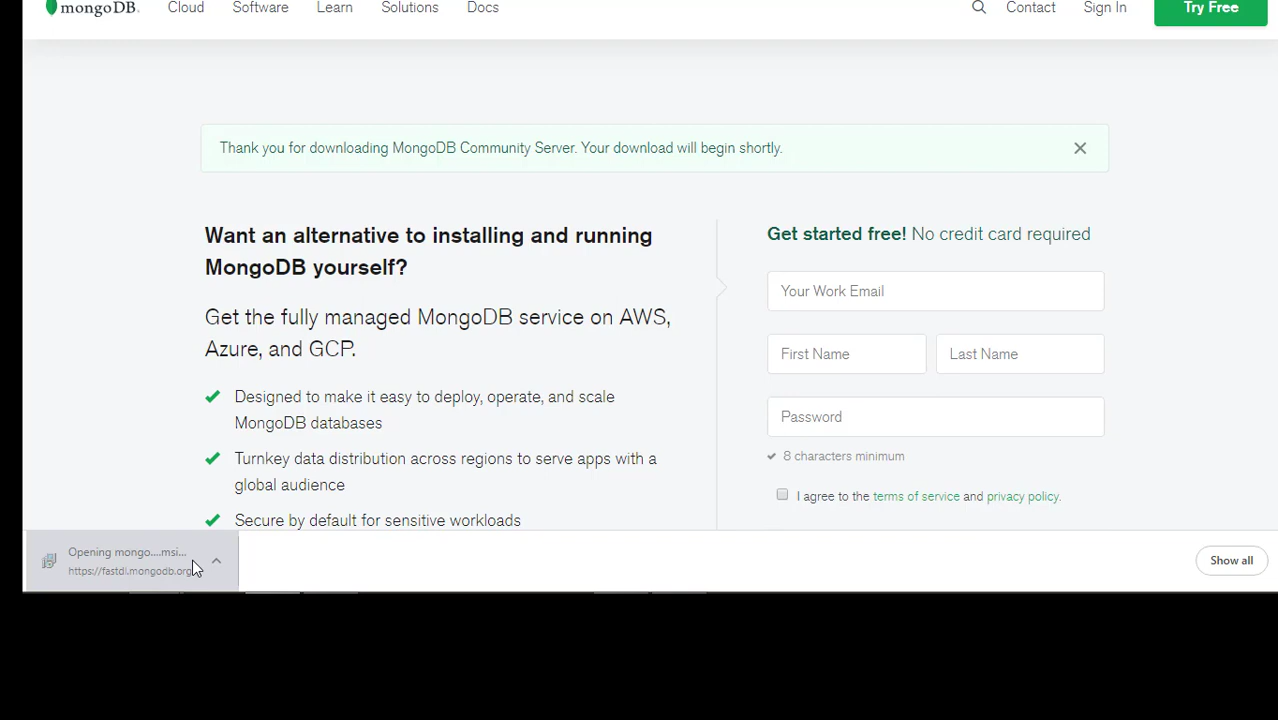 mongoDB.
Cloud
Software
Learn
Solutions
Docs
Contact
Sign In
Try Free
Thank you for downloading MongoDB Community Server. Your download will begin shortly.
Want an alternative to installing and running
MongoDB yourself?
Get the fully managed MongoDB service on AWS,
Azure, and GCP.
Designed to make it easy to deploy, operate, and scale
MongoDB databases
Turnkey data distribution across regions to serve apps with a
global audience
Secure by default for sensitive workloads
Get started free! No credit card required
Your Work Email
First Name
Last Name
Password
8 characters minimum
I agree to the terms of service and privacy policy.
Opening mongo....msi...
https://fastdl.mongodb.org
Show all